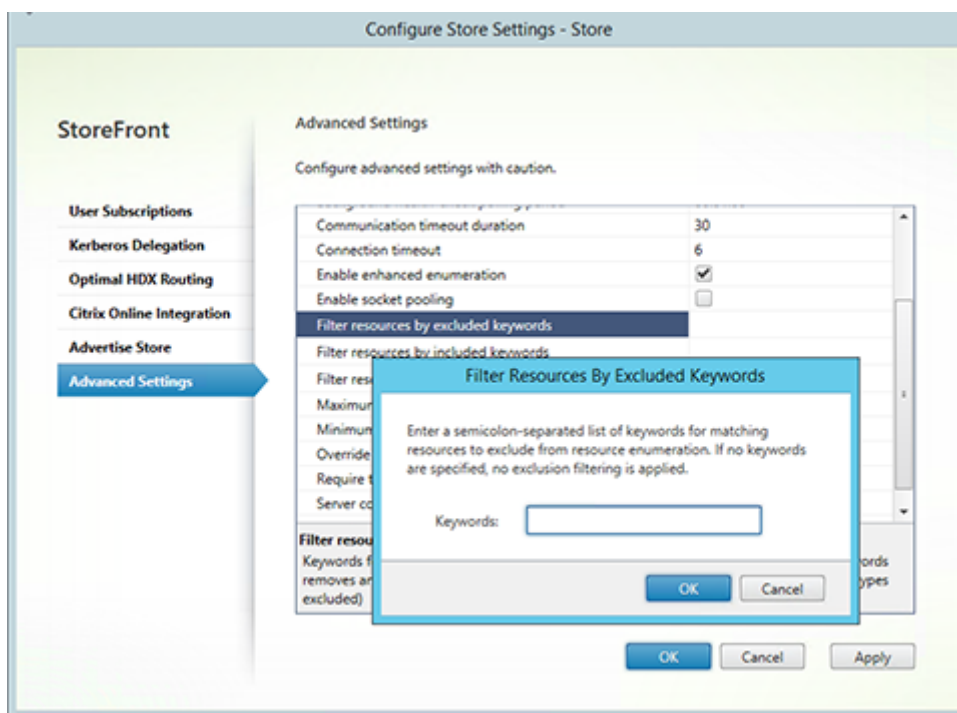 Configure Store Settings - Store
StoreFront
User Subscriptions
Kerberos Delegation
Optimal HDX Routing
Citrix Online Integration
Advertise Store
Advanced Settings
Advanced Settings
Configure advanced settings with caution.
Communication timeout duration 30
Connection timeout 6
Enable enhanced enumeration
Enable socket pooling
Filter resources by excluded keywords
Filter resources by included keywords
Filter
Override
Require
Server
Filter
Keywords
removes
excluded)
Filter Resources By Excluded Keywords
Enter a semicolon-separated list of keywords for matching
resources to exclude from resource enumeration. If no keywords
are specified, no exclusion filtering is applied.
Keywords:
OK Cancel
OK Cancel Apply